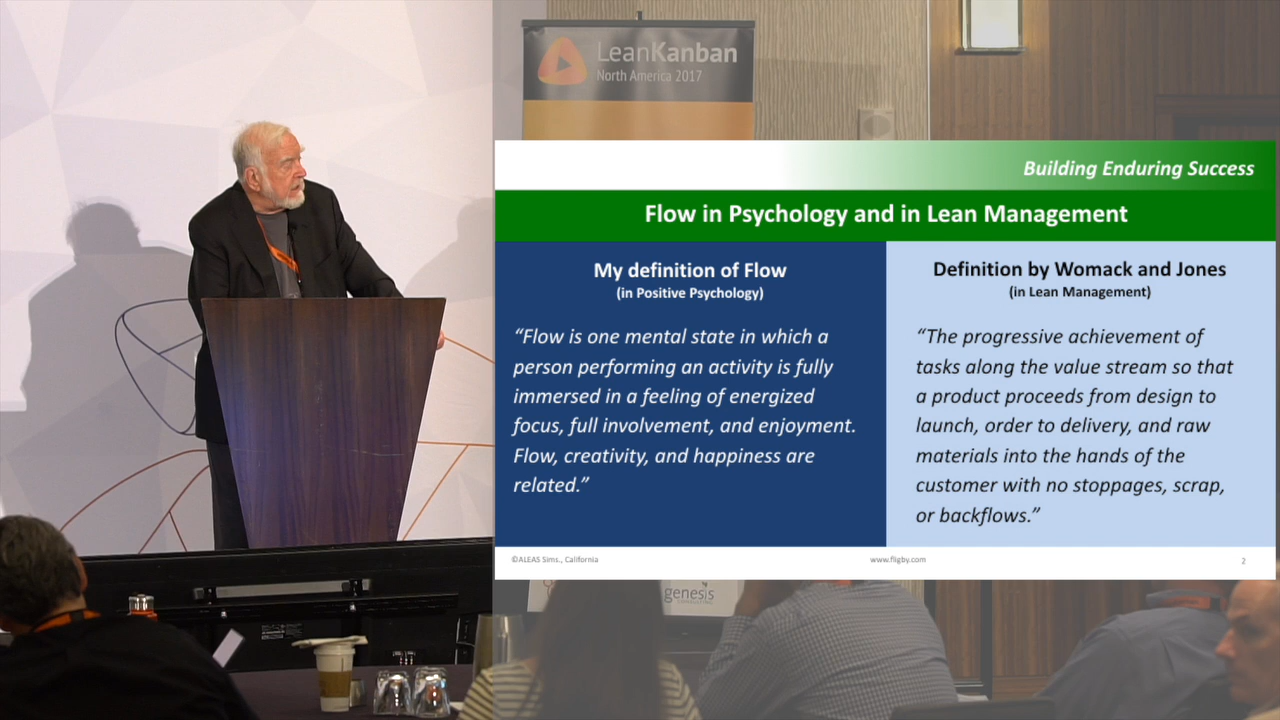 LeanKanban
North America 2017
Building Enduring Success
Flow in Psychology and in Lean Management
My definition of Flow
(in Positive Psychology)
“Flow is one mental state in which a
person performing an activity is fully
immersed in a feeling of energized
focus, full involvement, and enjoyment.
Flow, creativity, and happiness are
related.”
Definition by Womack and Jones
(in Lean Management)
“The progressive achievement of
tasks along the value stream so that
a product proceeds from design to
launch, order to delivery, and raw
materials into the hands of the
customer with no stoppages, scrap,
or backflows.”
©ALEAS Sims., California
www.fligby.com
2
genesis
CONSULTING